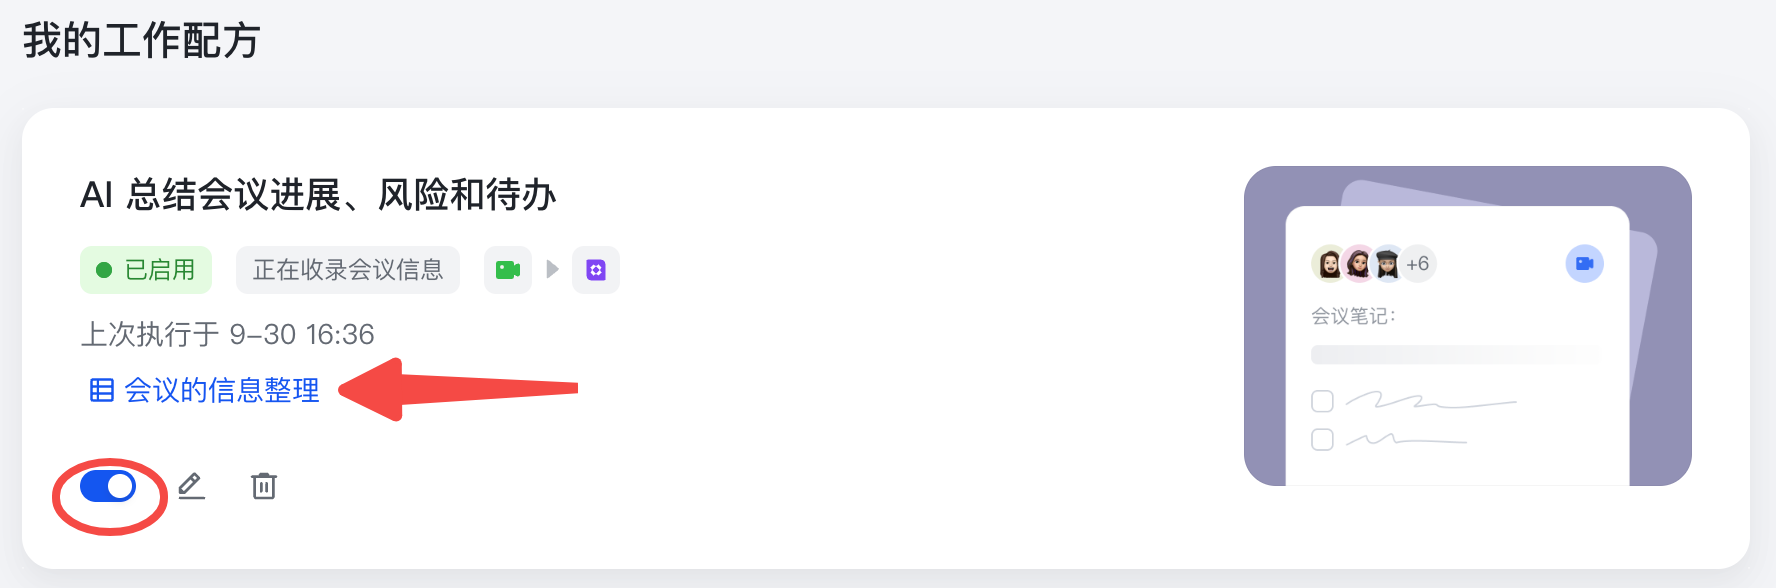 我的工作配方
AI 总结会议进展、风险和待办
已启用
正在收录会议信息
上次执行于 9-30 16:36
会议的信息整理
+6
会议笔记：